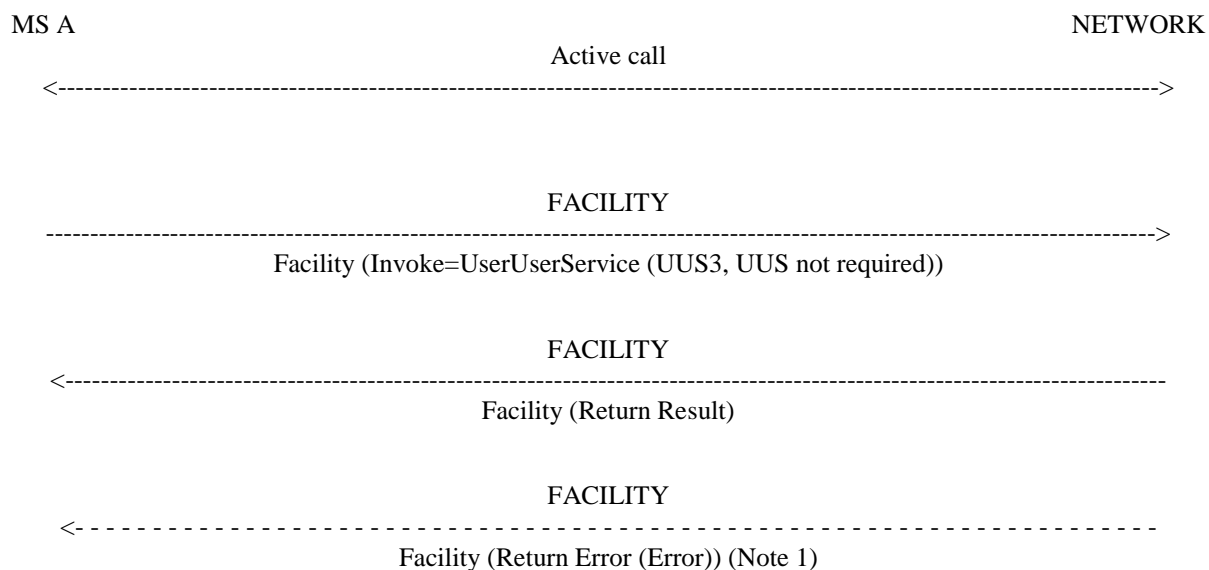 MS A NETWORK
Active call
FACILITY
Facility (Invoke=UserUserService (UUS3, UUS not required))
FACILITY
Facility (Return Result)
FACILITY
Facility (Return Error (Error)) (Note 1)